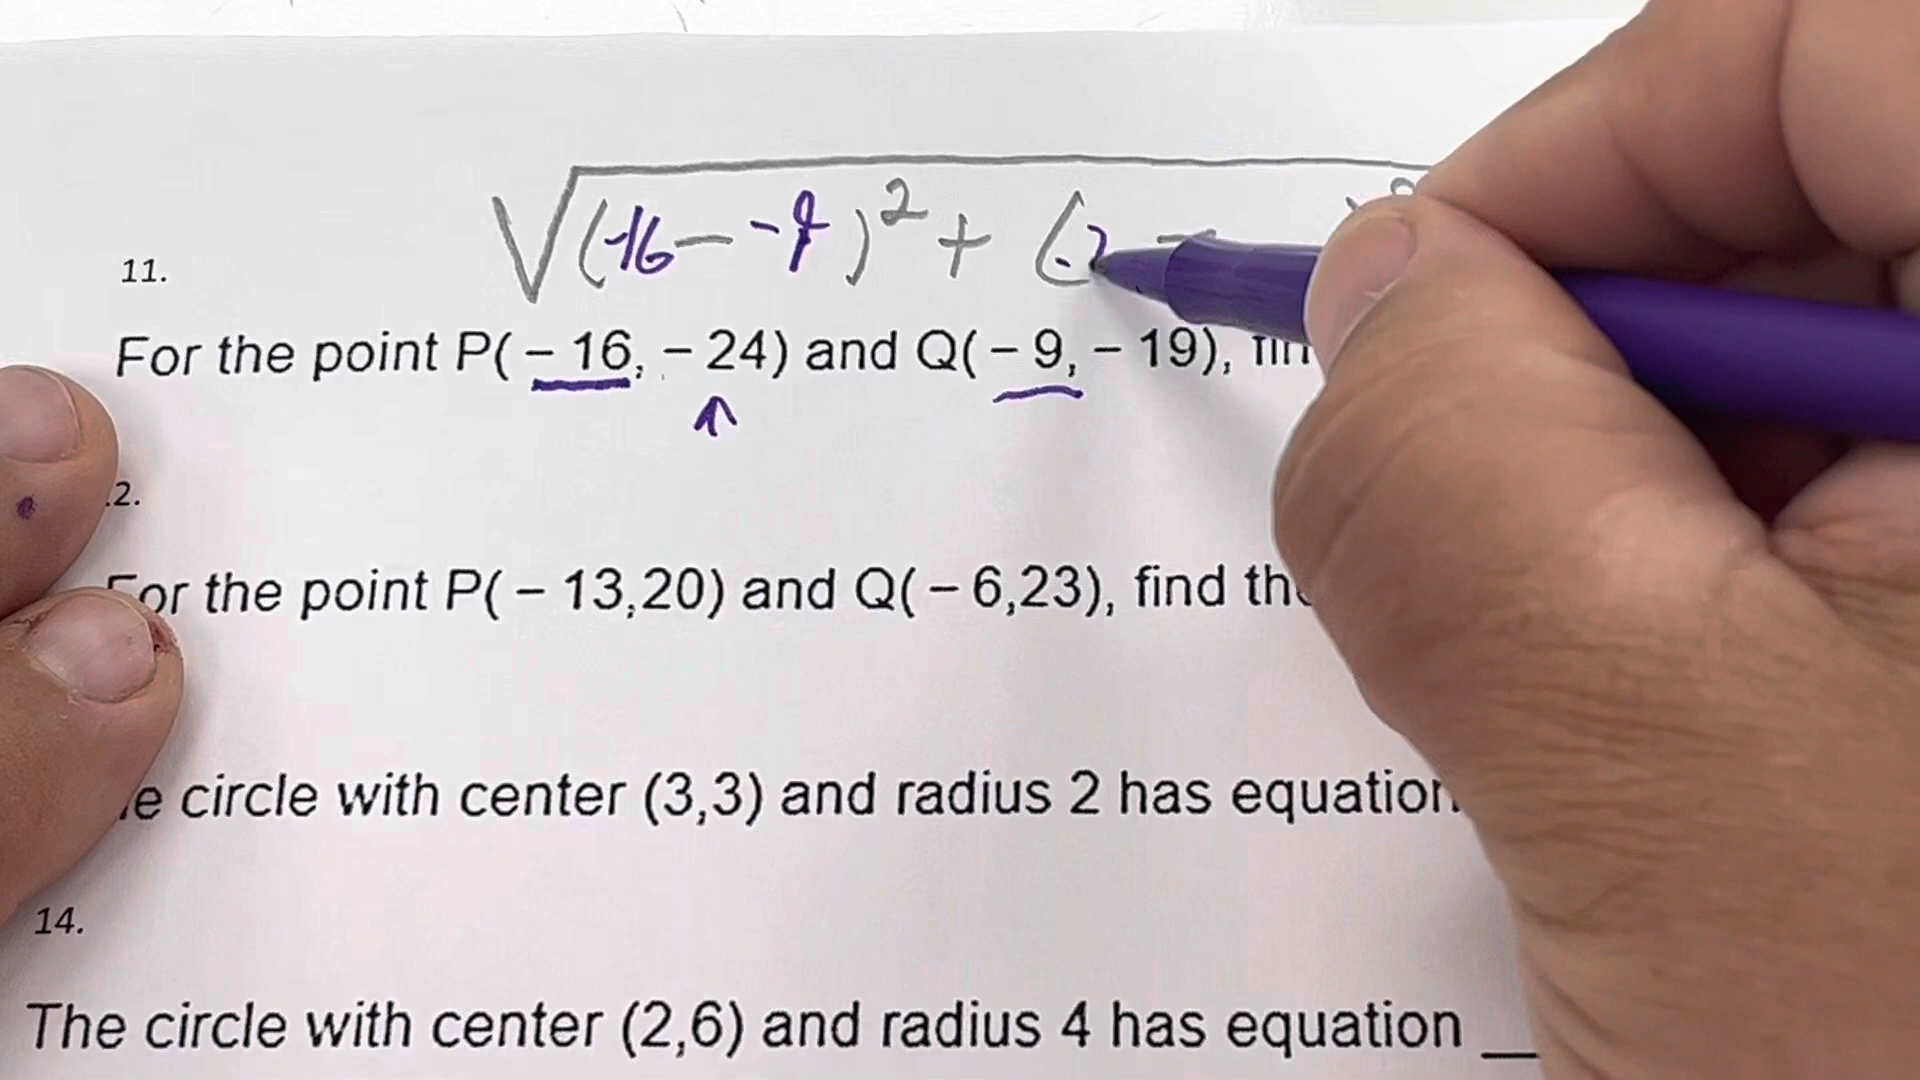 √(-16 - -9)² + (-2 -
11.
For the point P( – 16, – 24) and Q( – 9, – 19),
2.
For the point P( – 13,20) and Q( – 6,23), find
circle with center (3,3) and radius 2 has equation
14.
The circle with center (2,6) and radius 4 has equation __